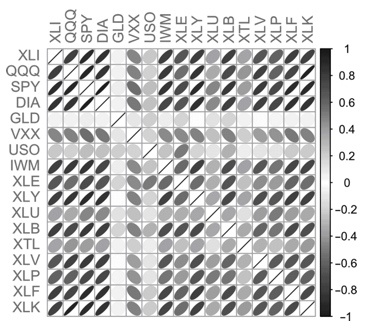 XLI QQQ SPY DIA GLD VXX USO IWM XLE XLY XLU XLB XTL XLV XLP XLF XLK
XLI
QQQ
SPY
DIA
GLD
VXX
USO
IWM
XLE
XLY
XLU
XLB
XTL
XLV
XLP
XLF
XLK
1
0.8
0.6
0.4
0.2
0
−0.2
−0.4
−0.6
−0.8
−1